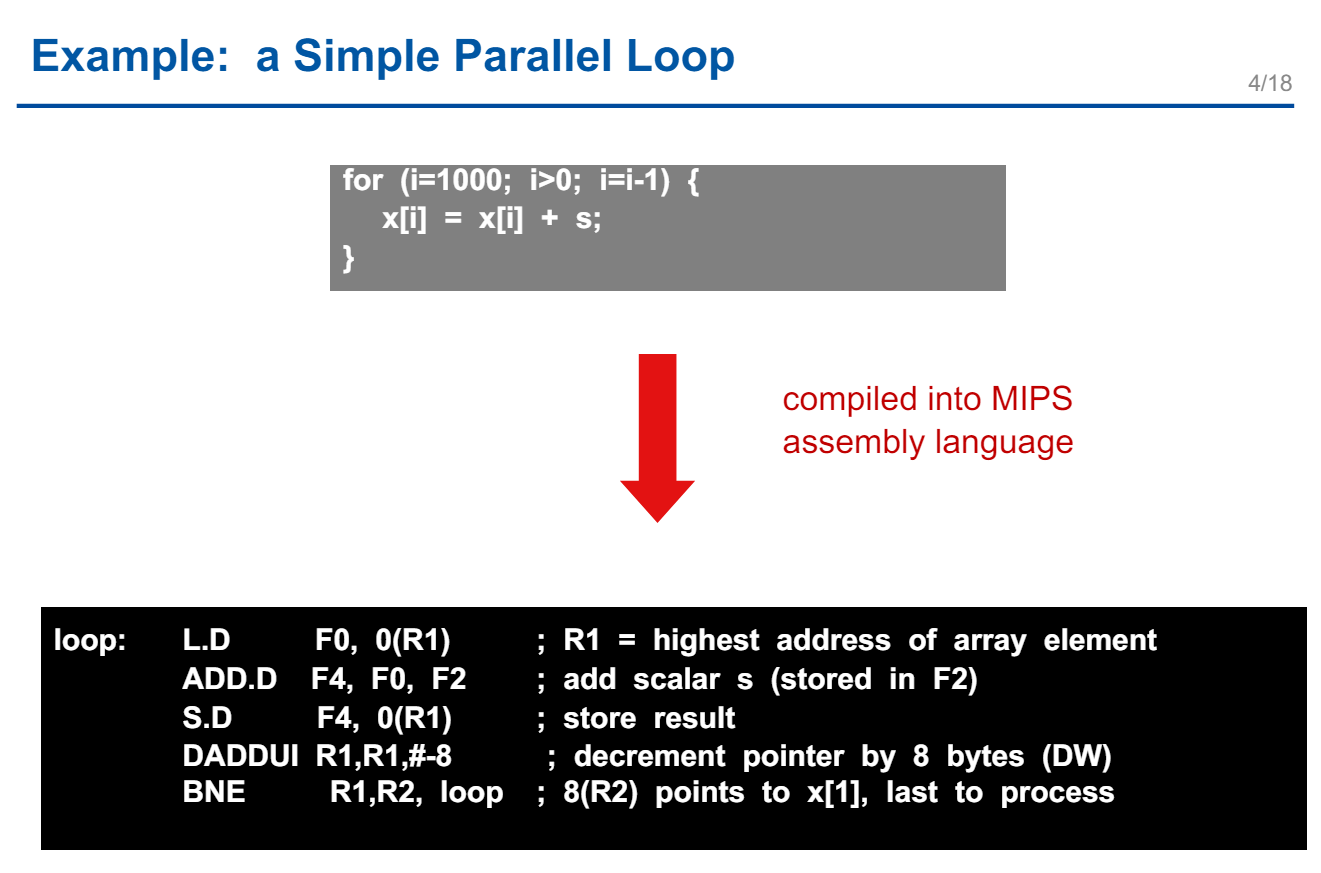 Example: a Simple Parallel Loop
4/18
for (i=1000; i>0; i=i-1) {
x[i] = x[i] + s;
}
compiled into MIPS
assembly language
loop: L.D F0, 0(R1) ; R1 = highest address of array element
ADD.D F4, F0, F2 ; add scalar s (stored in F2)
S.D F4, 0(R1) ; store result
DADDUI R1,R1,#-8 ; decrement pointer by 8 bytes (DW)
BNE R1,R2, loop ; 8(R2) points to x[1], last to process